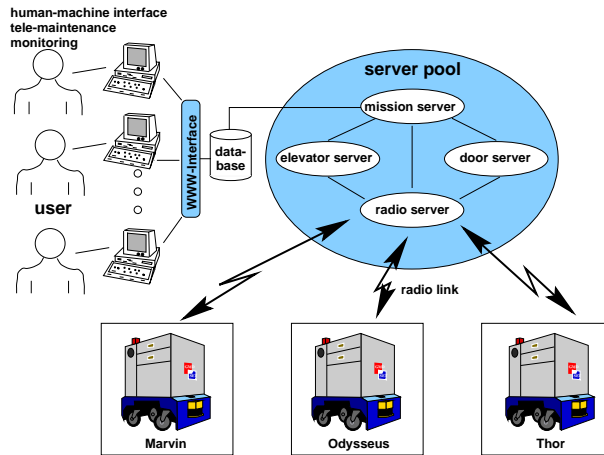 human-machine interface
tele-maintenance
monitoring
user
WWW-Interface
data-
base
server pool
mission server
elevator server
door server
radio server
radio link
Marvin
Odysseus
Thor